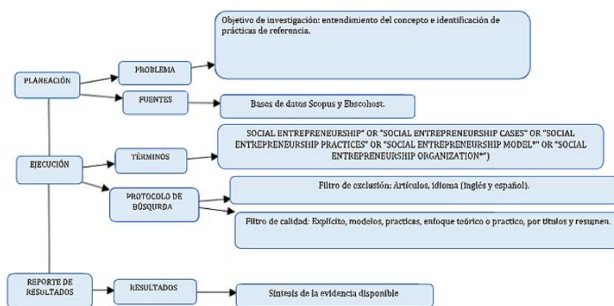 Objetivo de investigación: entendimiento del concepto e identificación de
prácticas de referencia.
PROBLEMA
PLANEACIÓN
FUENTES
Bases de datos Scopus y Ebscohost.
SOCIAL ENTREPRENEURSHIP" OR "SOCIAL ENTREPRENEURSHIP CASES" OR "SOCIAL
ENTREPRENEURSHIP PRACTICES" OR "SOCIAL ENTREPRENEURSHIP MODEL*" OR "SOCIAL
ENTREPRENEURSHIP ORGANIZATION*")
EJECUCIÓN
TÉRMINOS
PROTOCOLO DE
BÚSQUEDA
Filtro de exclusión: Artículos, idioma (inglés y español).
Filtro de calidad: Explícito, modelos, practicas, enfoque teórico o practico, por títulos y resumen.
REPORTE DE
RESULTADOS
RESULTADOS
Síntesis de la evidencia disponible